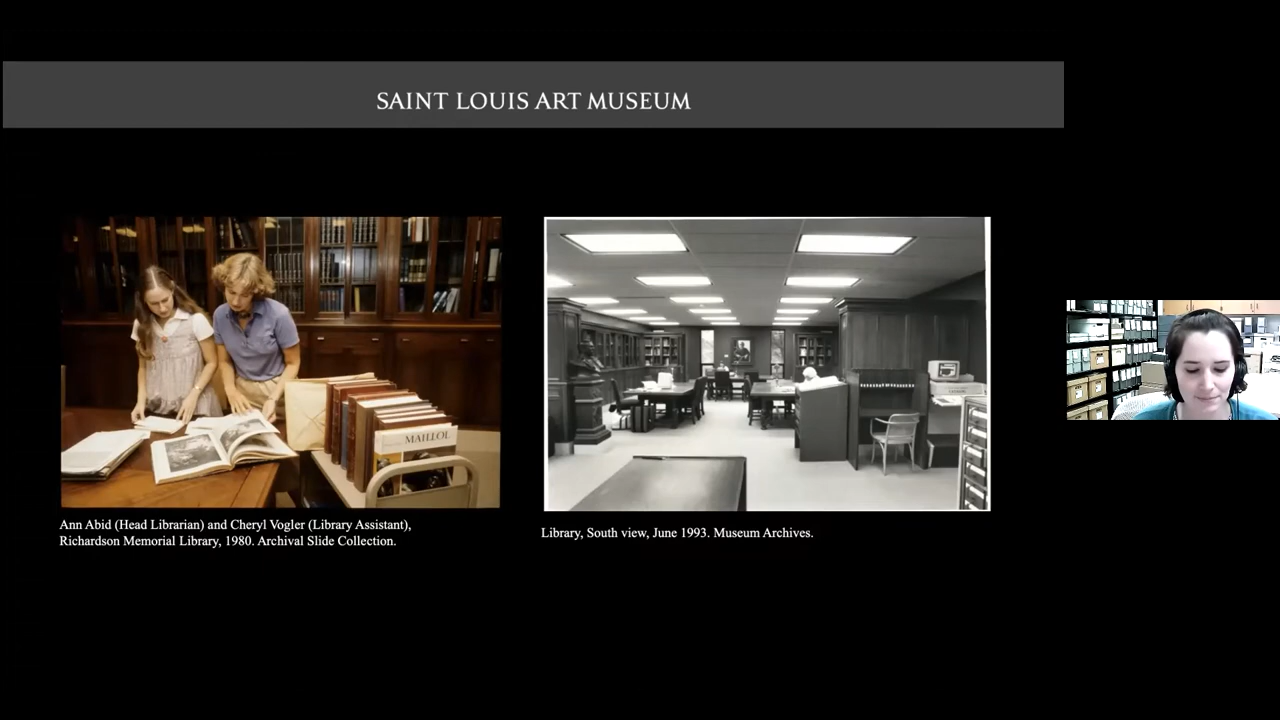 SAINT LOUIS ART MUSEUM
MAILLOL
Ann Abid (Head Librarian) and Cheryl Vogler (Library Assistant),
Richardson Memorial Library, 1980. Archival Slide Collection.
Library, South view, June 1993. Museum Archives.